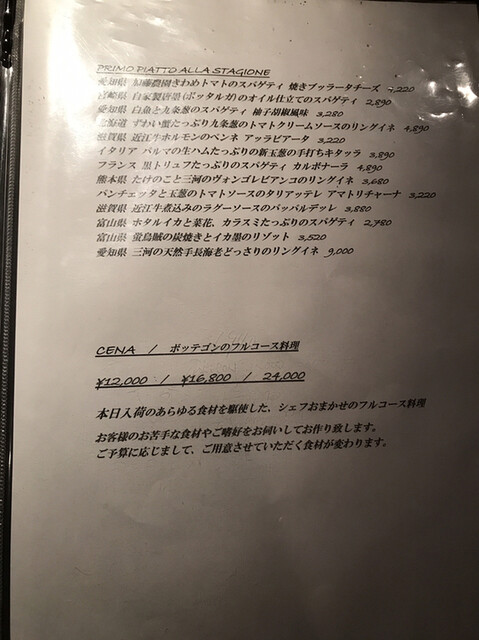 PRIMO PIATTO ALLA STAGIONE
愛知県 加藤農園きわめトマトのスパゲティ 焼きブッラータチーズ 3,220
宮崎県 自家製唐墨(ボッタルガ)のオイル仕立てのスパゲティ 2,890
愛知県 白魚と九条葱のスパゲティ 柚子胡椒風味 3,280
北海道 ずわい蟹たっぷり九条葱のトマトクリームソースのリングイネ 4,890
滋賀県 近江牛ホルモンのペンネ アッラビアータ 3,220
イタリア パルマの生ハムたっぷりの新玉葱の手打ちキタッラ 3,890
フランス 黒トリュフたっぷりのスパゲティ カルボナーラ 4,890
熊本県 たけのこと三河のヴォンゴレビアンコのリングイネ 3,680
パンチェッタと玉葱のトマトソースのタリアッテレ アマトリチャーナ 3,220
滋賀県 近江牛煮込みのラグーソースのパッパルデッレ 3,880
富山県 ホタルイカと菜花、カラスミたっぷりのスパゲティ 2,780
富山県 蛍烏賊の炭焼きとイカ墨のリゾット 3,520
愛知県 三河の天然手長海老どっさりのリングイネ 9,000
CENA / ボッテゴンのフルコース料理
¥12,000 / ¥16,800 / 24,000
本日入荷のあらゆる食材を駆使した、シェフおまかせのフルコース料理
お客様のお苦手な食材やご嗜好をお伺いしてお作り致します。
ご予算に応じまして、ご用意させていただく食材が変わります。